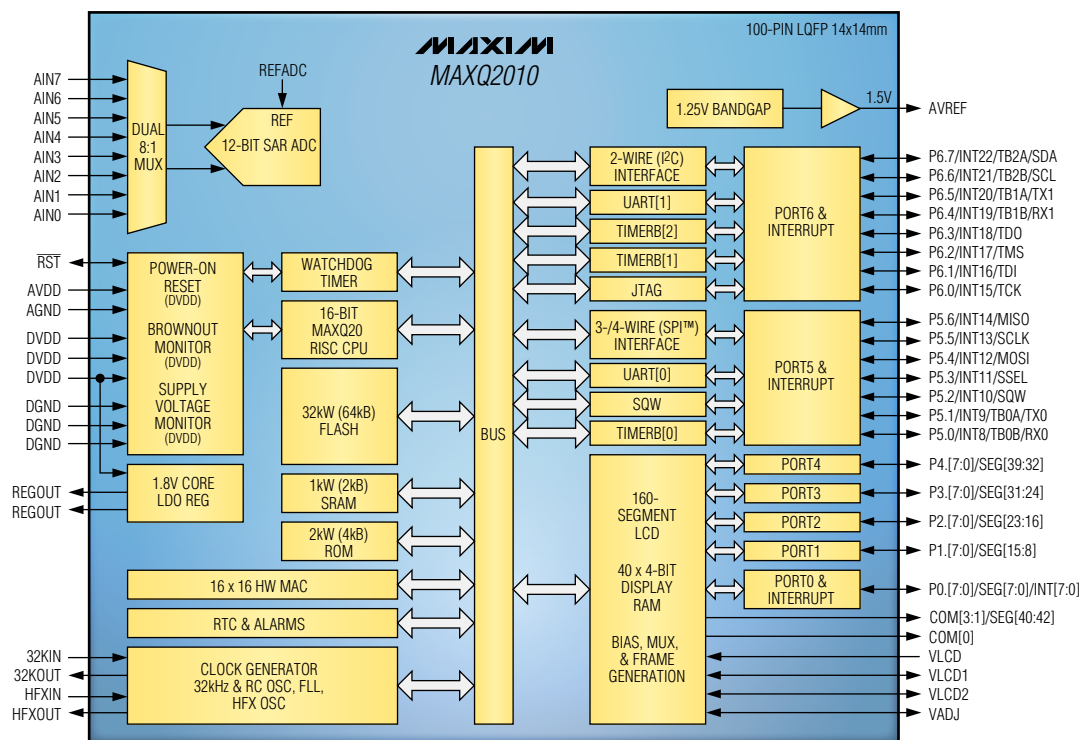 100-PIN LQFP 14x14mm
MAXIM
MAXQ2010
AIN7
AIN6
AIN5
AIN4
AIN3
AIN2
AIN1
AIN0
DUAL
8:1
MUX
REFADC
REF
12-BIT SAR ADC
1.25V BANDGAP
1.5V
AVREF
RST
AVDD
AGND
DVDD
DVDD
DVDD
DGND
DGND
DGND
REGOUT
REGOUT
POWER-ON
RESET
(DVDD)
BROWNOUT
MONITOR
(DVDD)
SUPPLY
VOLTAGE
MONITOR
(DVDD)
1.8V CORE
LDO REG
WATCHDOG
TIMER
16-BIT
MAXQ20
RISC CPU
32kW (64kB)
FLASH
1kW (2kB)
SRAM
2kW (4kB)
ROM
16 x 16 HW MAC
RTC & ALARMS
32KIN
32KOUT
HFXIN
HFXOUT
CLOCK GENERATOR
32kHz & RC OSC, FLL,
HFX OSC
BUS
2-WIRE (I²C)
INTERFACE
UART[1]
TIMERB[2]
TIMERB[1]
JTAG
3-/4-WIRE (SPI™)
INTERFACE
UART[0]
SQW
TIMERB[0]
160-
SEGMENT
LCD
40 x 4-BIT
DISPLAY
RAM
BIAS, MUX,
& FRAME
GENERATION
PORT6 &
INTERRUPT
PORT5 &
INTERRUPT
PORT4
PORT3
PORT2
PORT1
PORT0 &
INTERRUPT
P6.7/INT22/TB2A/SDA
P6.6/INT21/TB2B/SCL
P6.5/INT20/TB1A/TX1
P6.4/INT19/TB1B/RX1
P6.3/INT18/TDO
P6.2/INT17/TMS
P6.1/INT16/TDI
P6.0/INT15/TCK
P5.6/INT14/MISO
P5.5/INT13/SCLK
P5.4/INT12/MOSI
P5.3/INT11/SSEL
P5.2/INT10/SQW
P5.1/INT9/TB0A/TX0
P5.0/INT8/TB0B/RX0
P4.[7:0]/SEG[39:32]
P3.[7:0]/SEG[31:24]
P2.[7:0]/SEG[23:16]
P1.[7:0]/SEG[15:8]
P0.[7:0]/SEG[7:0]/INT[7:0]
COM[3:1]/SEG[40:42]
COM[0]
VLCD
VLCD1
VLCD2
VADJ